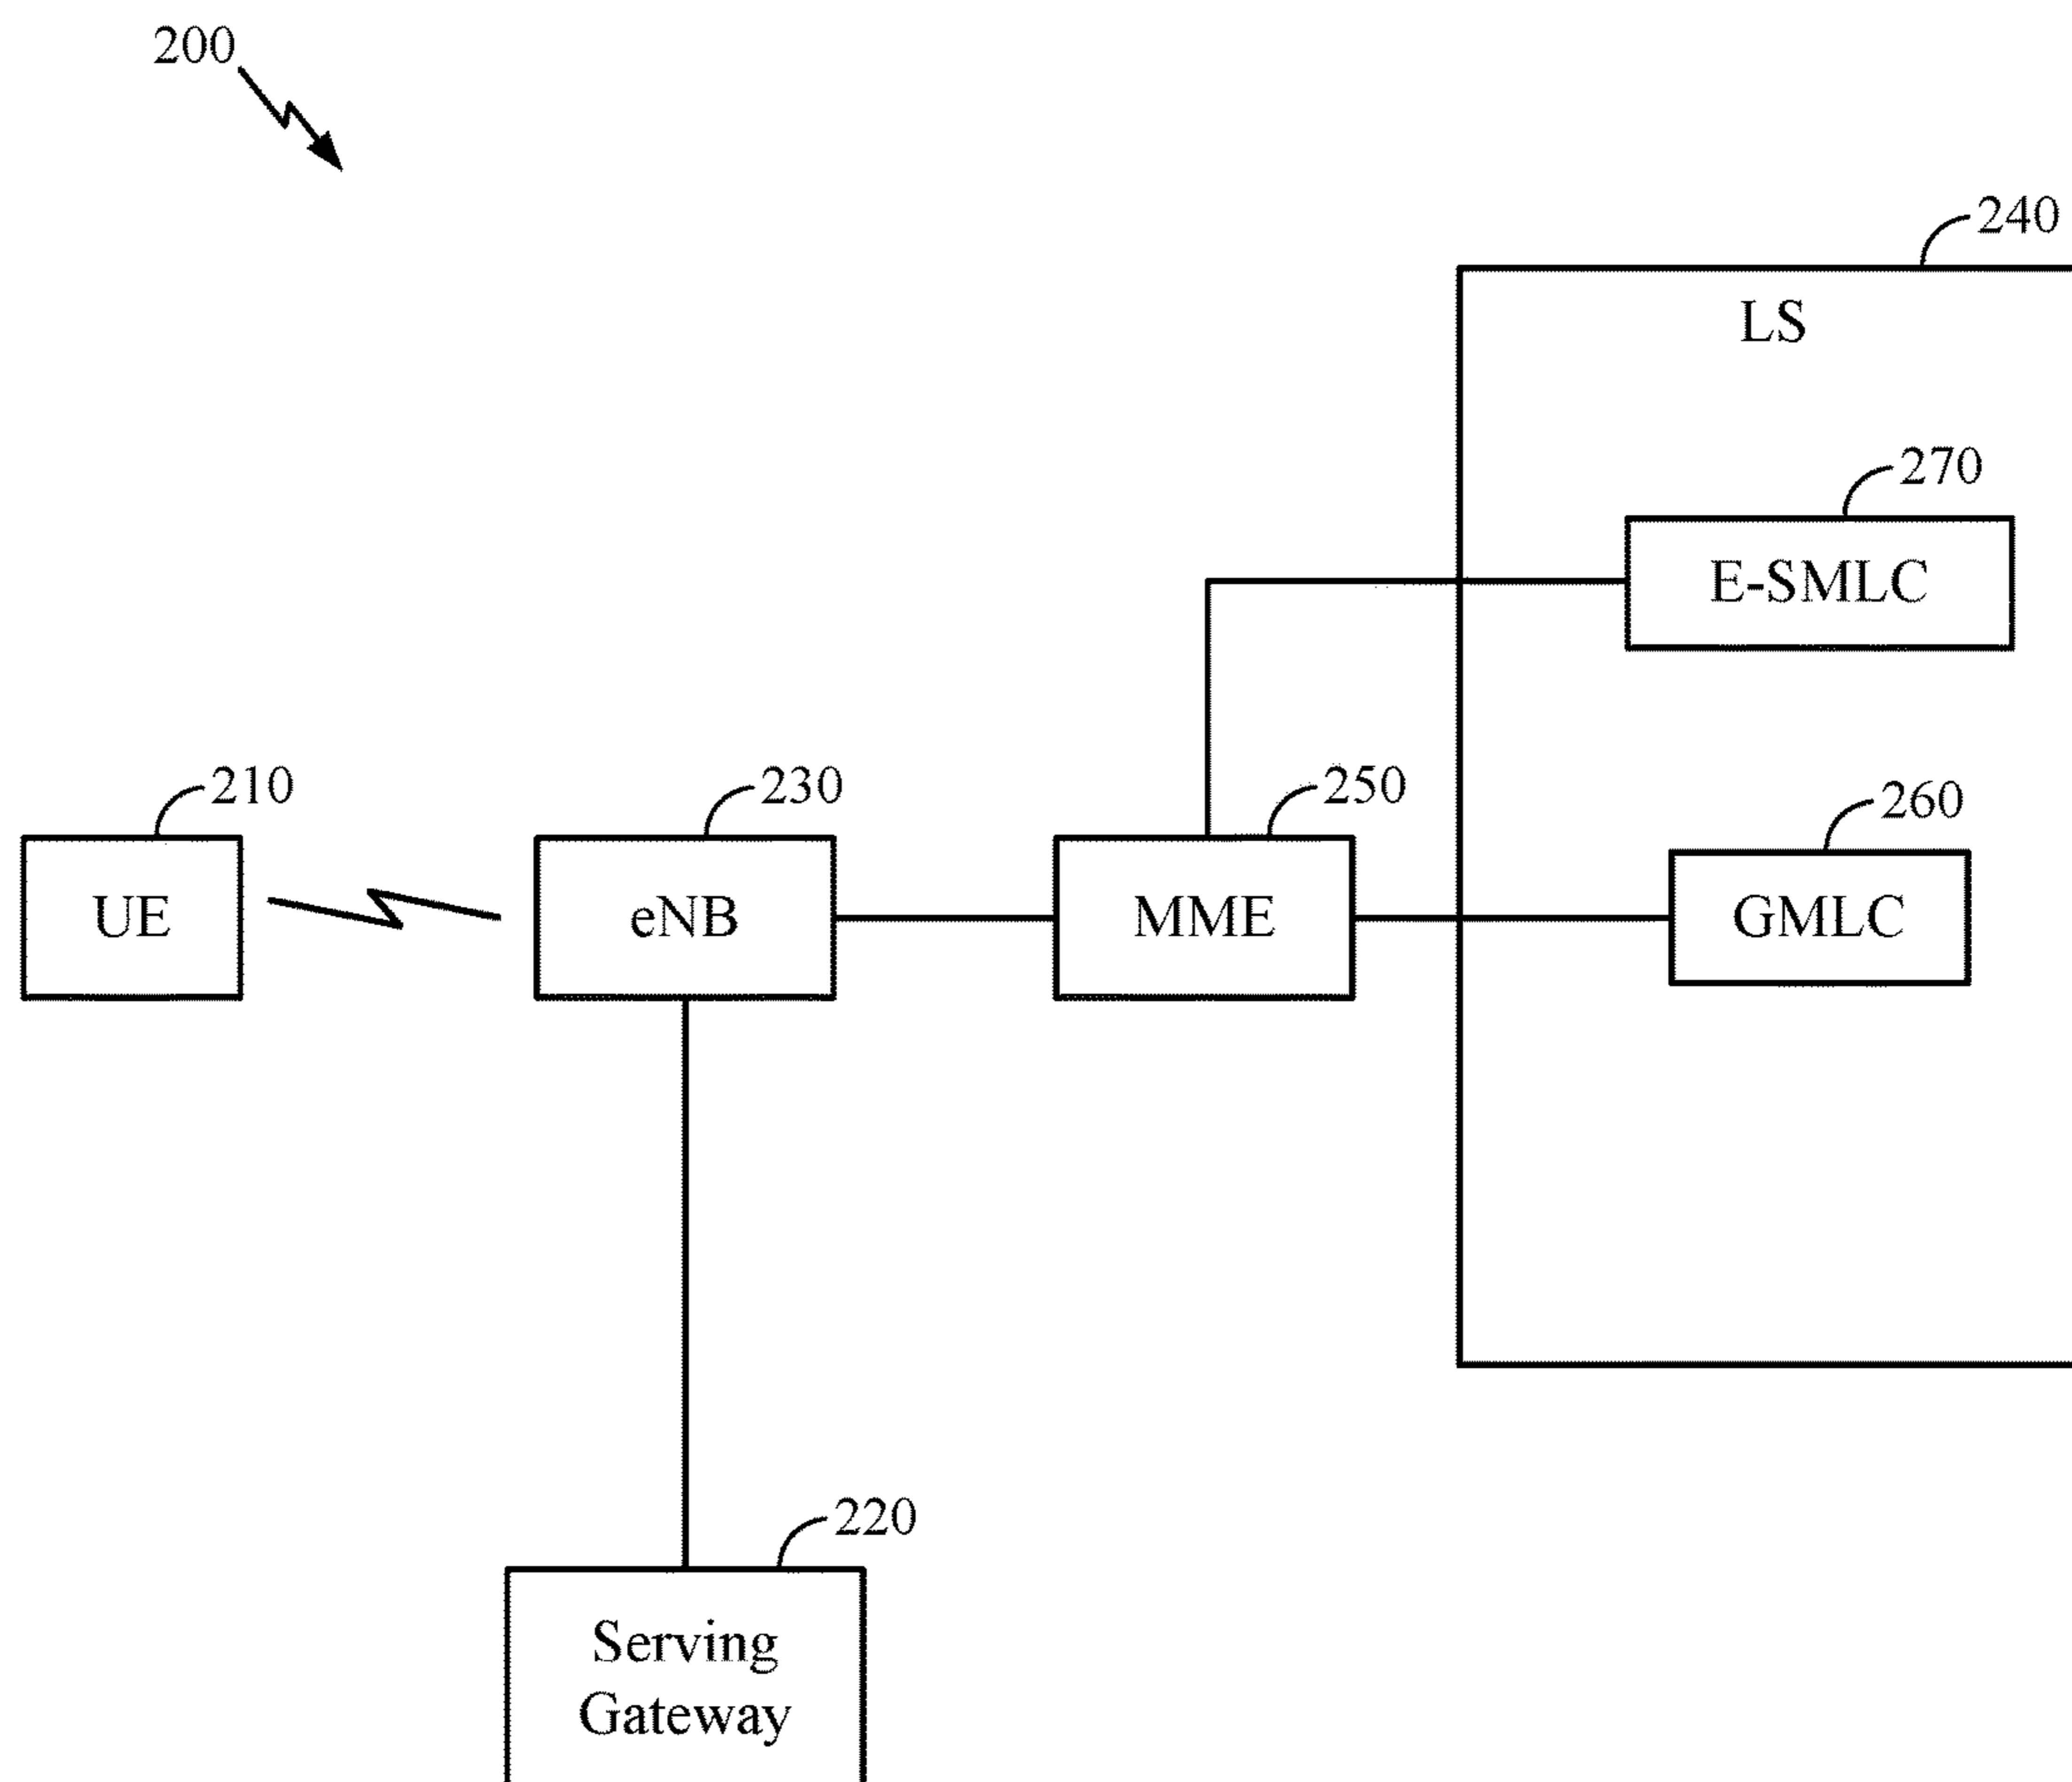 200
240
LS
270
E-SMLC
210
230
250
260
UE
eNB
MME
GMLC
220
Serving
Gateway